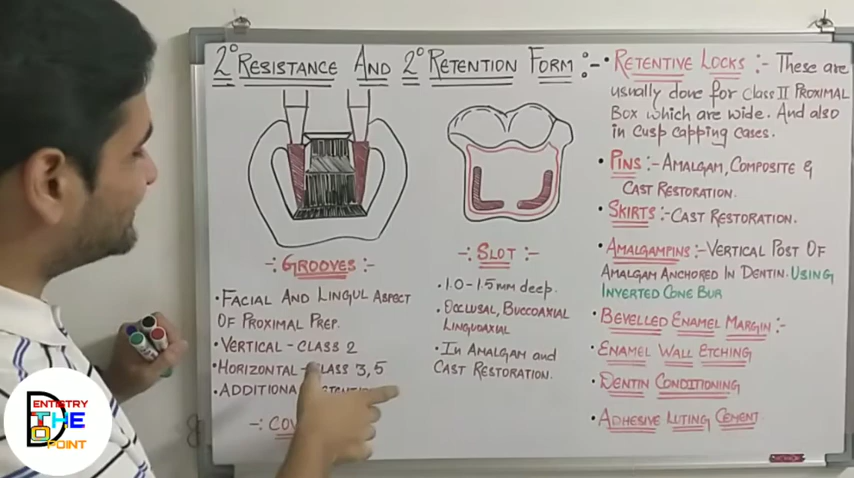 2° RESISTANCE AND 2° RETENTION FORM :-
-: GROOVES :-
• FACIAL AND LINGUL ASPECT
OF PROXIMAL PREP.
• VERTICAL - CLASS 2
• HORIZONTAL - CLASS 3, 5
• ADDITIONAL
-:
-: SLOT :-
• 1.0 - 1.5mm deep.
• OCCLUSAL, BUCCOAXIAL
LINGUOAXIAL
• In AMALGAM and
CAST RESTORATION.
• RETENTIVE LOCKS :- These are
usually done for Class II PROXIMAL
BOX which are wide. And also
in cusp capping cases.
• PINS :- AMALGAM, COMPOSITE &
CAST RESTORATION.
• SKIRTS :- CAST RESTORATION.
• AMALGAMPINS :- VERTICAL POST OF
AMALGAM ANCHORED IN DENTIN. USING
INVERTED CONE BUR
• BEVELLED ENAMEL MARGIN :-
• ENAMEL WALL ETCHING
• DENTIN CONDITIONING
• ADHESIVE LUTING CEMENT
DENTISTRY
THE
TO
POINT